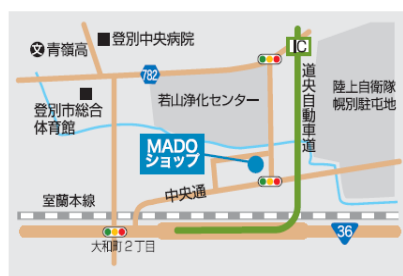 青嶺高
登別中央病院
782
登別市総合
体育館
若山浄化センター
IC
道央自動車道
陸上自衛隊
幌別駐屯地
MADO
ショップ
中央通
室蘭本線
大和町2丁目
36
文